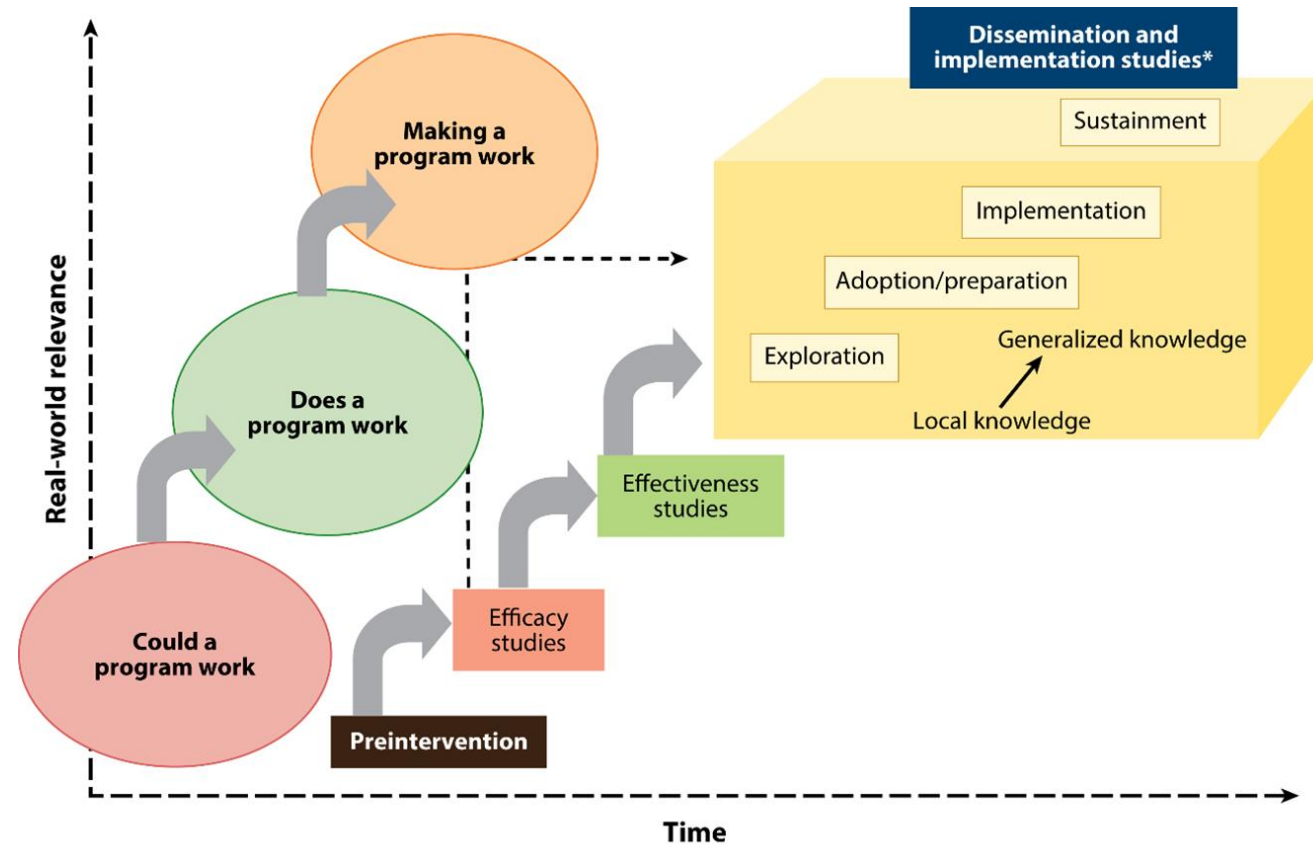 Dissemination and
implementation studies*
Sustainment
Making a
program work
Implementation
Adoption/preparation
Generalized knowledge
Exploration
Local knowledge
Does a
program work
Effectiveness
studies
Efficacy
studies
Could a
program work
Preintervention
Real-world relevance
Time